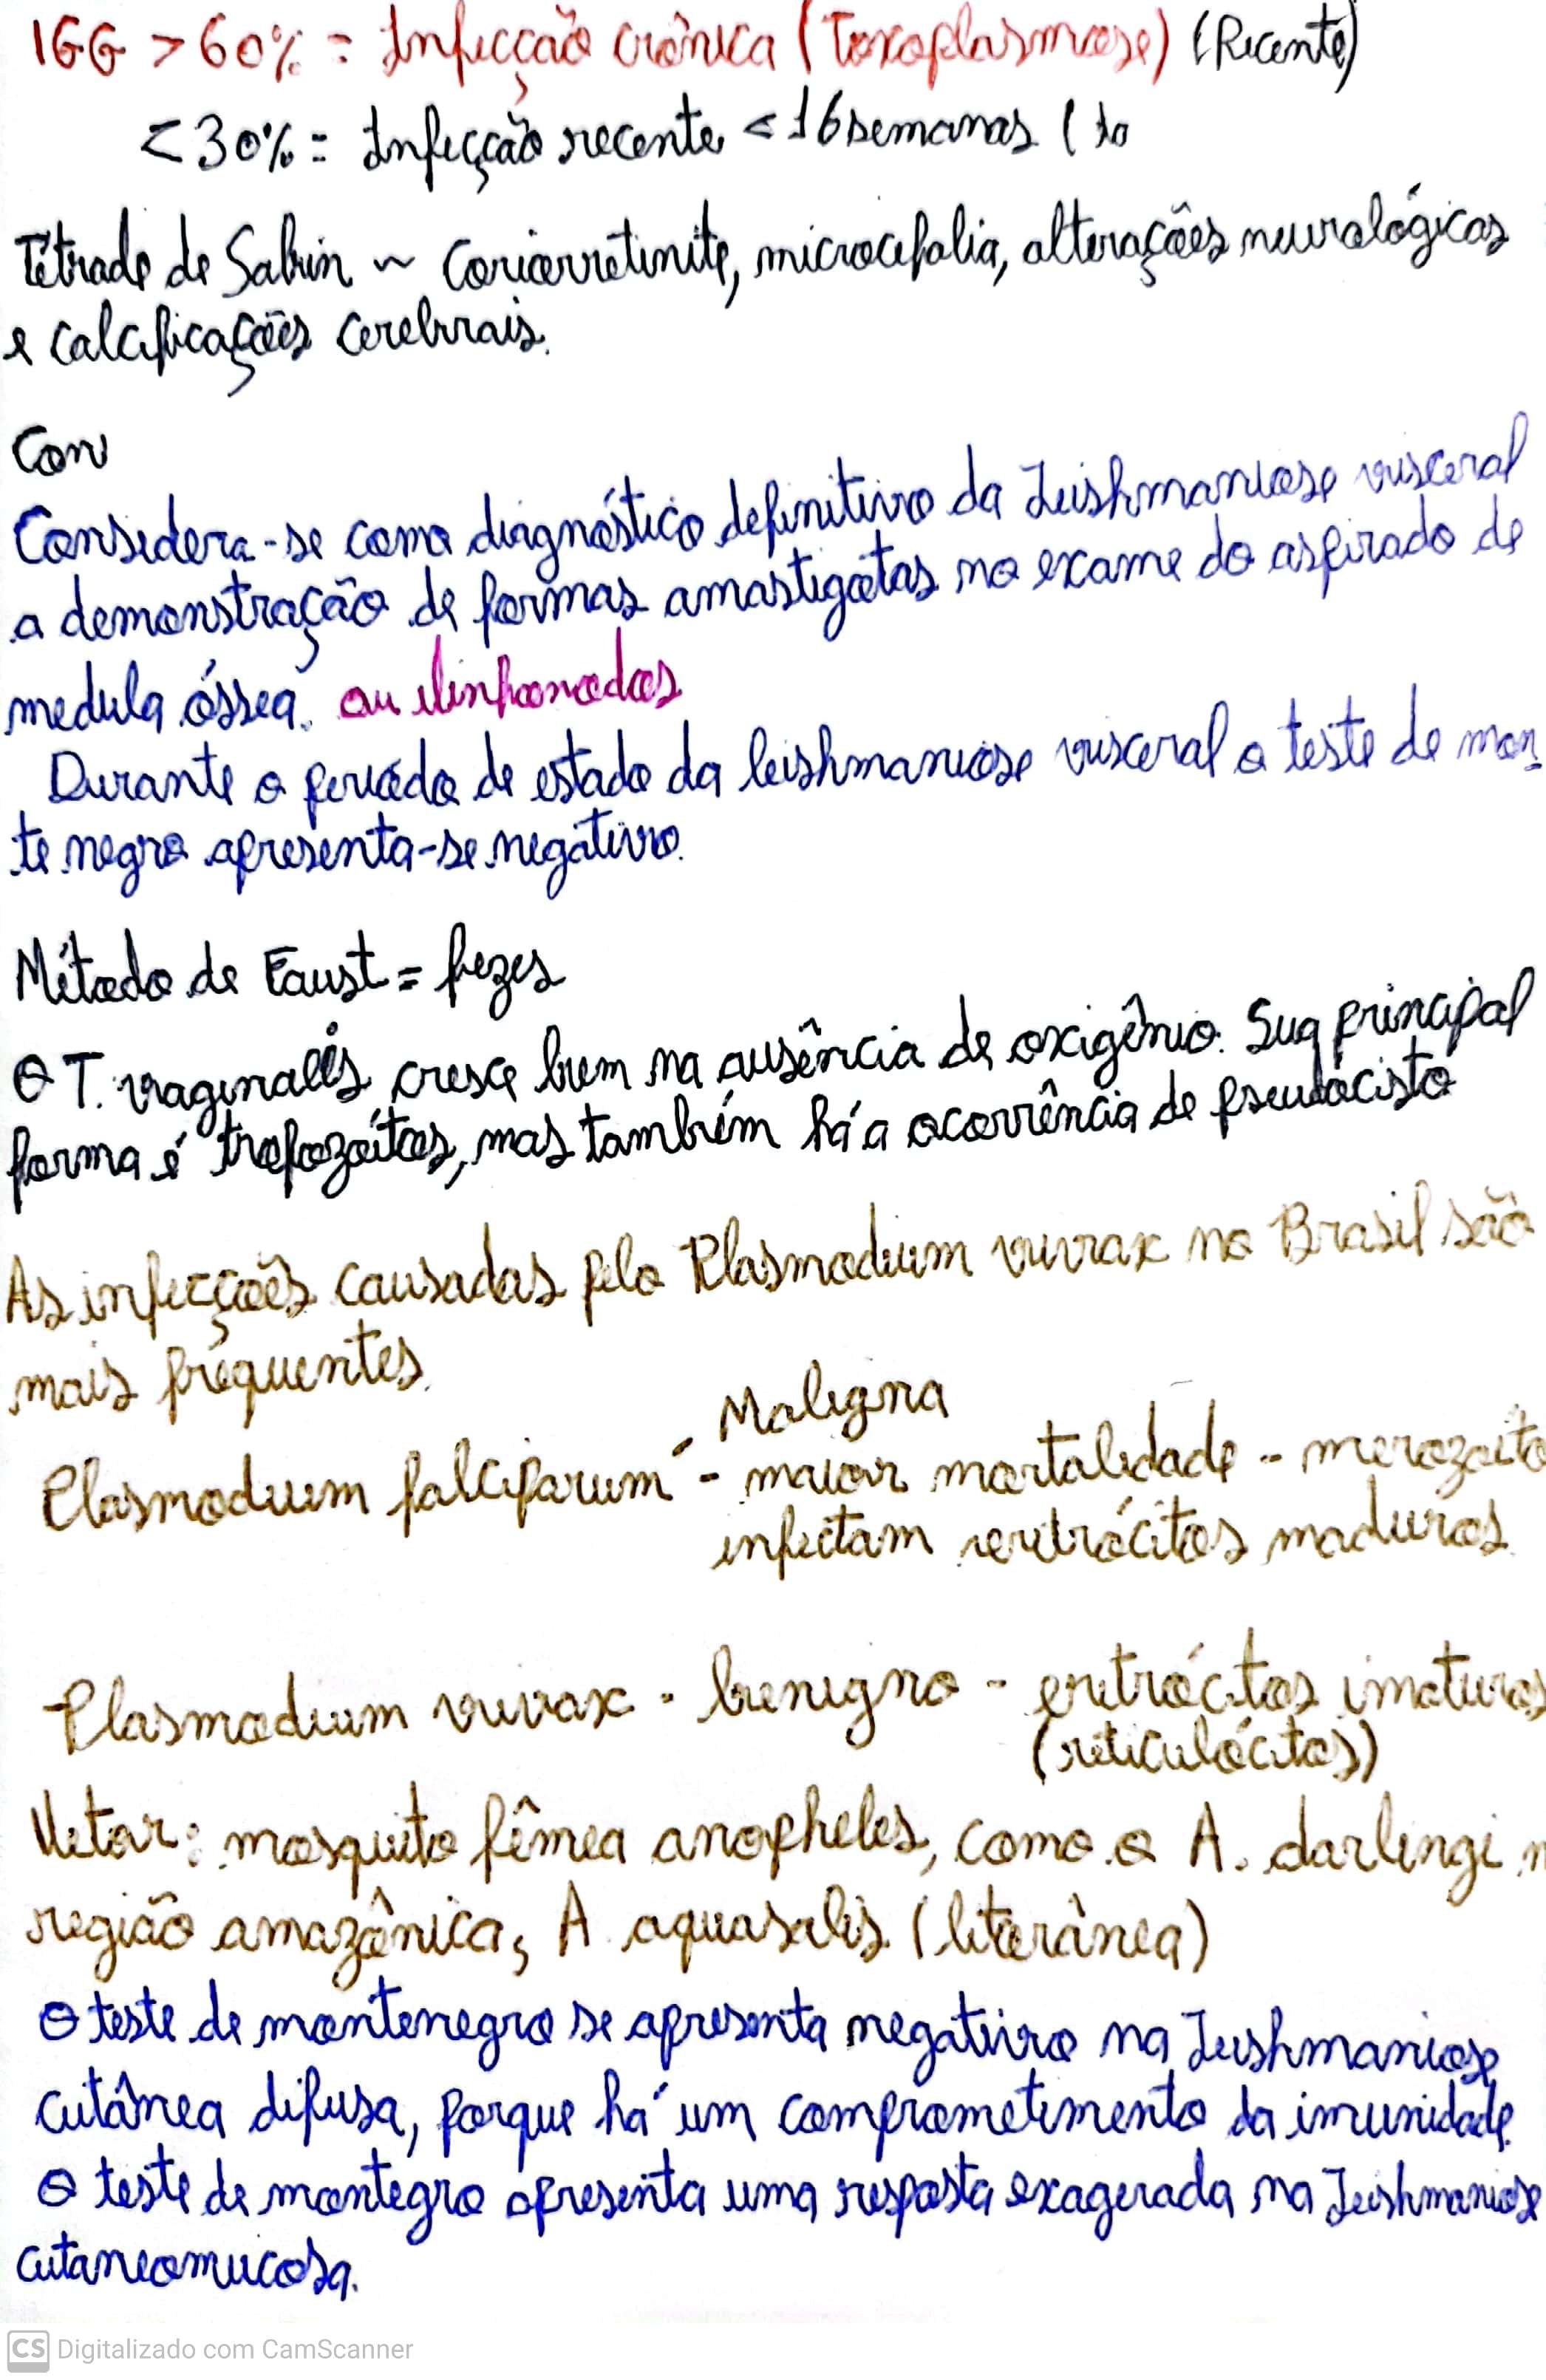 IGG > 60% = Infecção crônica (Toxoplasmose) (Recente)
< 30% = Infecção recente < 16 semanas ( to
Tétrade de Sabin ~ Coriorretinite, microcefalia, alterações neurológicas
e calcificações cerebrais.
Con
Considera-se como diagnóstico definitivo da Leishmaniose visceral
a demonstração de formas amastigotas no exame do aspirado de
medula óssea. ou linfonodos
Durante o período de estado da leishmaniose visceral o teste de mon
te negro apresenta-se negativo.
Método de Faust = fezes
O T. vaginalis cresce bem na ausência de oxigênio. Sua principal
forma é trofozoítos, mas também há a ocorrência de pseudocisto
As infecções causadas pelo Plasmodium vivax no Brasil são
mais frequentes.
Maligna
Plasmodium falciparum - maior mortalidade - merozoito
infectam eritrócitos maduros.
Plasmodium vivax - benigno - eritróctos imaturos
(reticulócitos)
Vetor: mosquito fêmea anopheles, como o A. darlingi n
região amazônica, A. aquasalis (litorânea)
O teste de montenegro se apresenta negativo na Leishmaniose
cutânea difusa, porque há um comprometimento da imunidade.
O teste de montegro apresenta uma resposta exagerada na Leishmaniose
cutaneomucosa.
CS Digitalizado com CamScanner